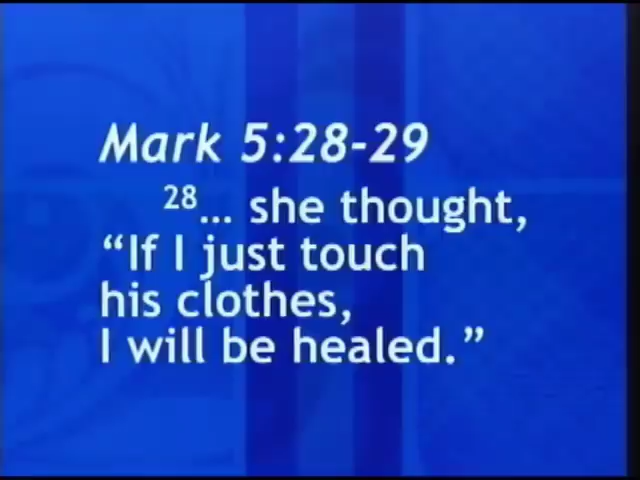 Mark 5:28-29
28... she thought,
“If I just touch
his clothes,
I will be healed.”